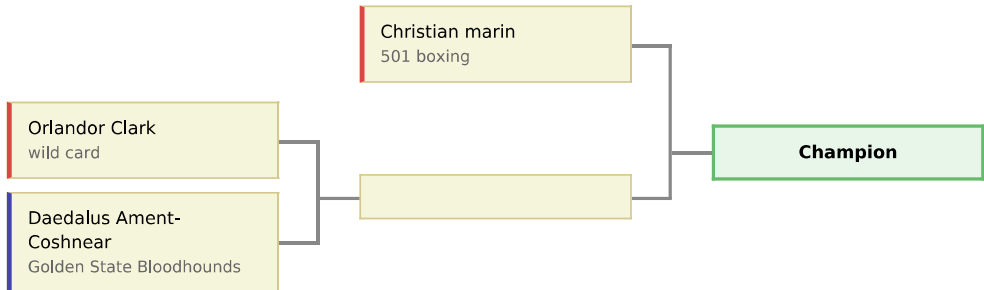 Christian marin
501 boxing
Orlandor Clark
wild card
Daedalus Ament-
Coshnear
Golden State Bloodhounds
Champion